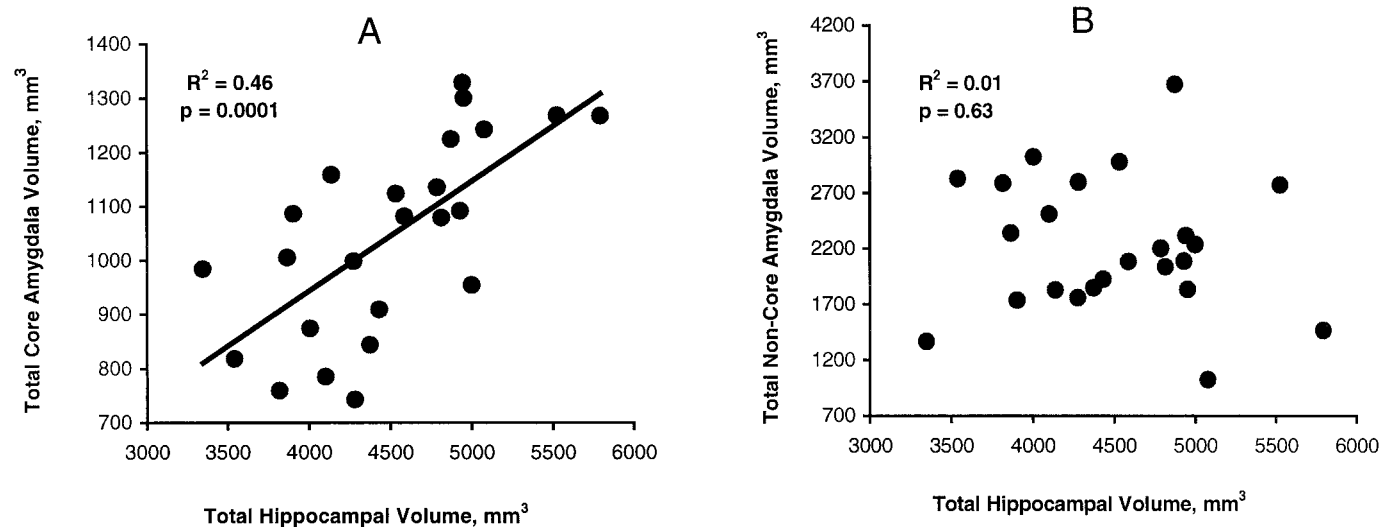 A
Total Core Amygdala Volume, mm³
1400
1300
1200
1100
1000
900
800
700
R² = 0.46
p = 0.0001
3000 4000 4500 5000 5500 6000
Total Hippocampal Volume, mm³
B
Total Non-Core Amygdala Volume, mm³
4200
3700
3200
2700
2200
1700
1200
700
R² = 0.01
p = 0.63
3000 3500 4000 4500 5000 5500 6000
Total Hippocampal Volume, mm³